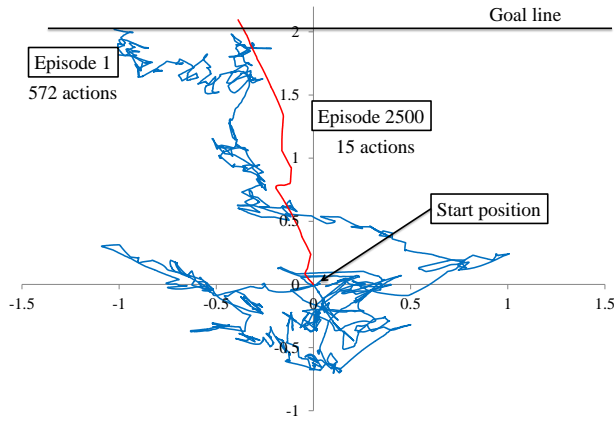 Goal line
2
Episode 1
572 actions
1.5
Episode 2500
15 actions
1
Start position
0.5
-1.5
-1
-0.5
0
0
0.5
1
1.5
-0.5
-1